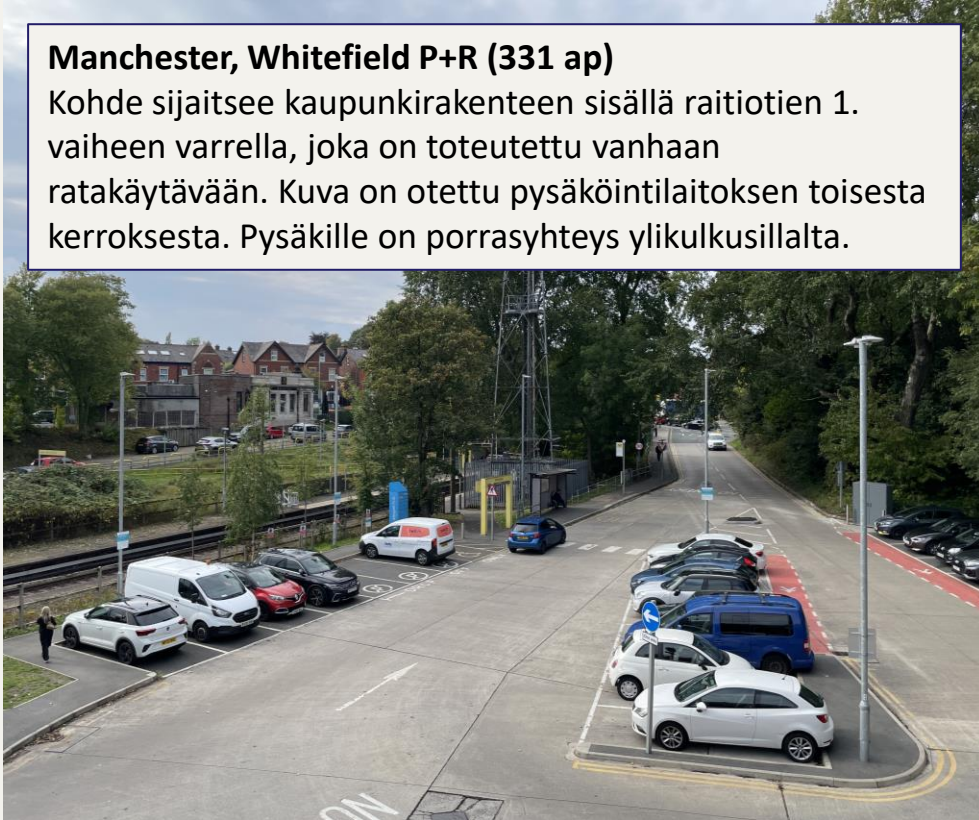 Manchester, Whitefield P+R (331 ap)
Kohde sijaitsee kaupunkirakenteen sisällä raitiotien 1.
vaiheen varrella, joka on toteutettu vanhaan
ratakäytävään. Kuva on otettu pysäköintilaitoksen toisesta
kerroksesta. Pysäkille on porrasyhteys ylikulkusillalta.
NO